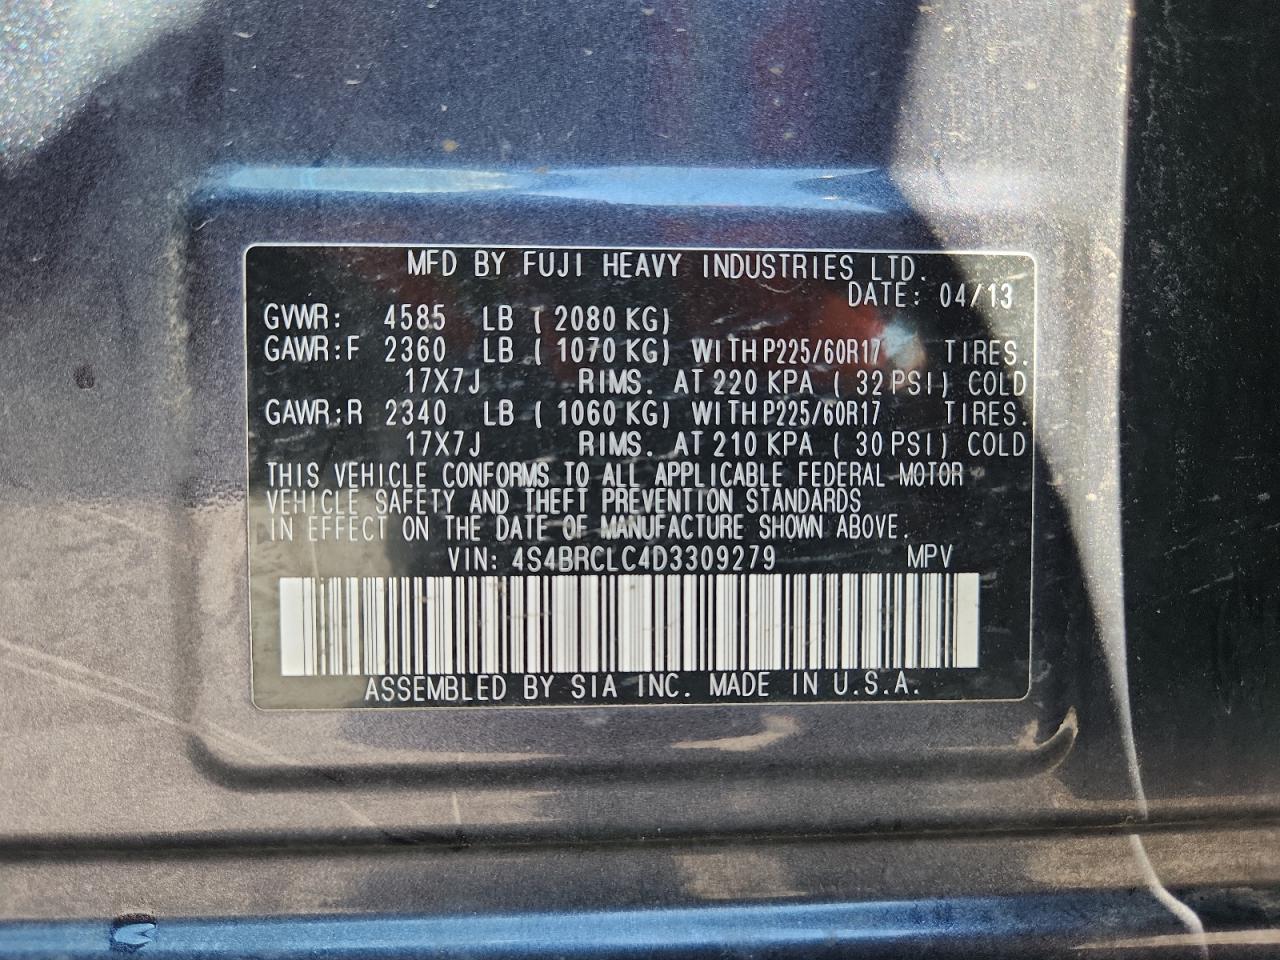 MFD BY FUJI HEAVY INDUSTRIES LTD.
DATE: 04/13
GVWR: 4585 LB ( 2080 KG)
GAWR:F 2360 LB ( 1070 KG) WITH P225/60R17 TIRES.
17X7J RIMS. AT 220 KPA ( 32 PSI) COLD
GAWR:R 2340 LB ( 1060 KG) WITH P225/60R17 TIRES.
17X7J RIMS. AT 210 KPA ( 30 PSI) COLD
THIS VEHICLE CONFORMS TO ALL APPLICABLE FEDERAL MOTOR
VEHICLE SAFETY AND THEFT PREVENTION STANDARDS
IN EFFECT ON THE DATE OF MANUFACTURE SHOWN ABOVE.
VIN: 4S4BRCLC4D3309279 MPV
ASSEMBLED BY SIA INC. MADE IN U.S.A.